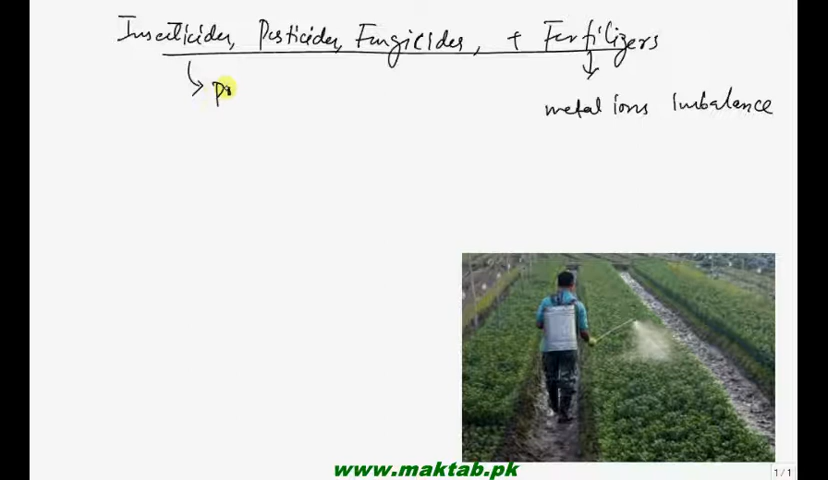 Insecticides, Pesticides, Fungicides, + Fertilizers
metal ions imbalance
www.maktab.pk
1/1